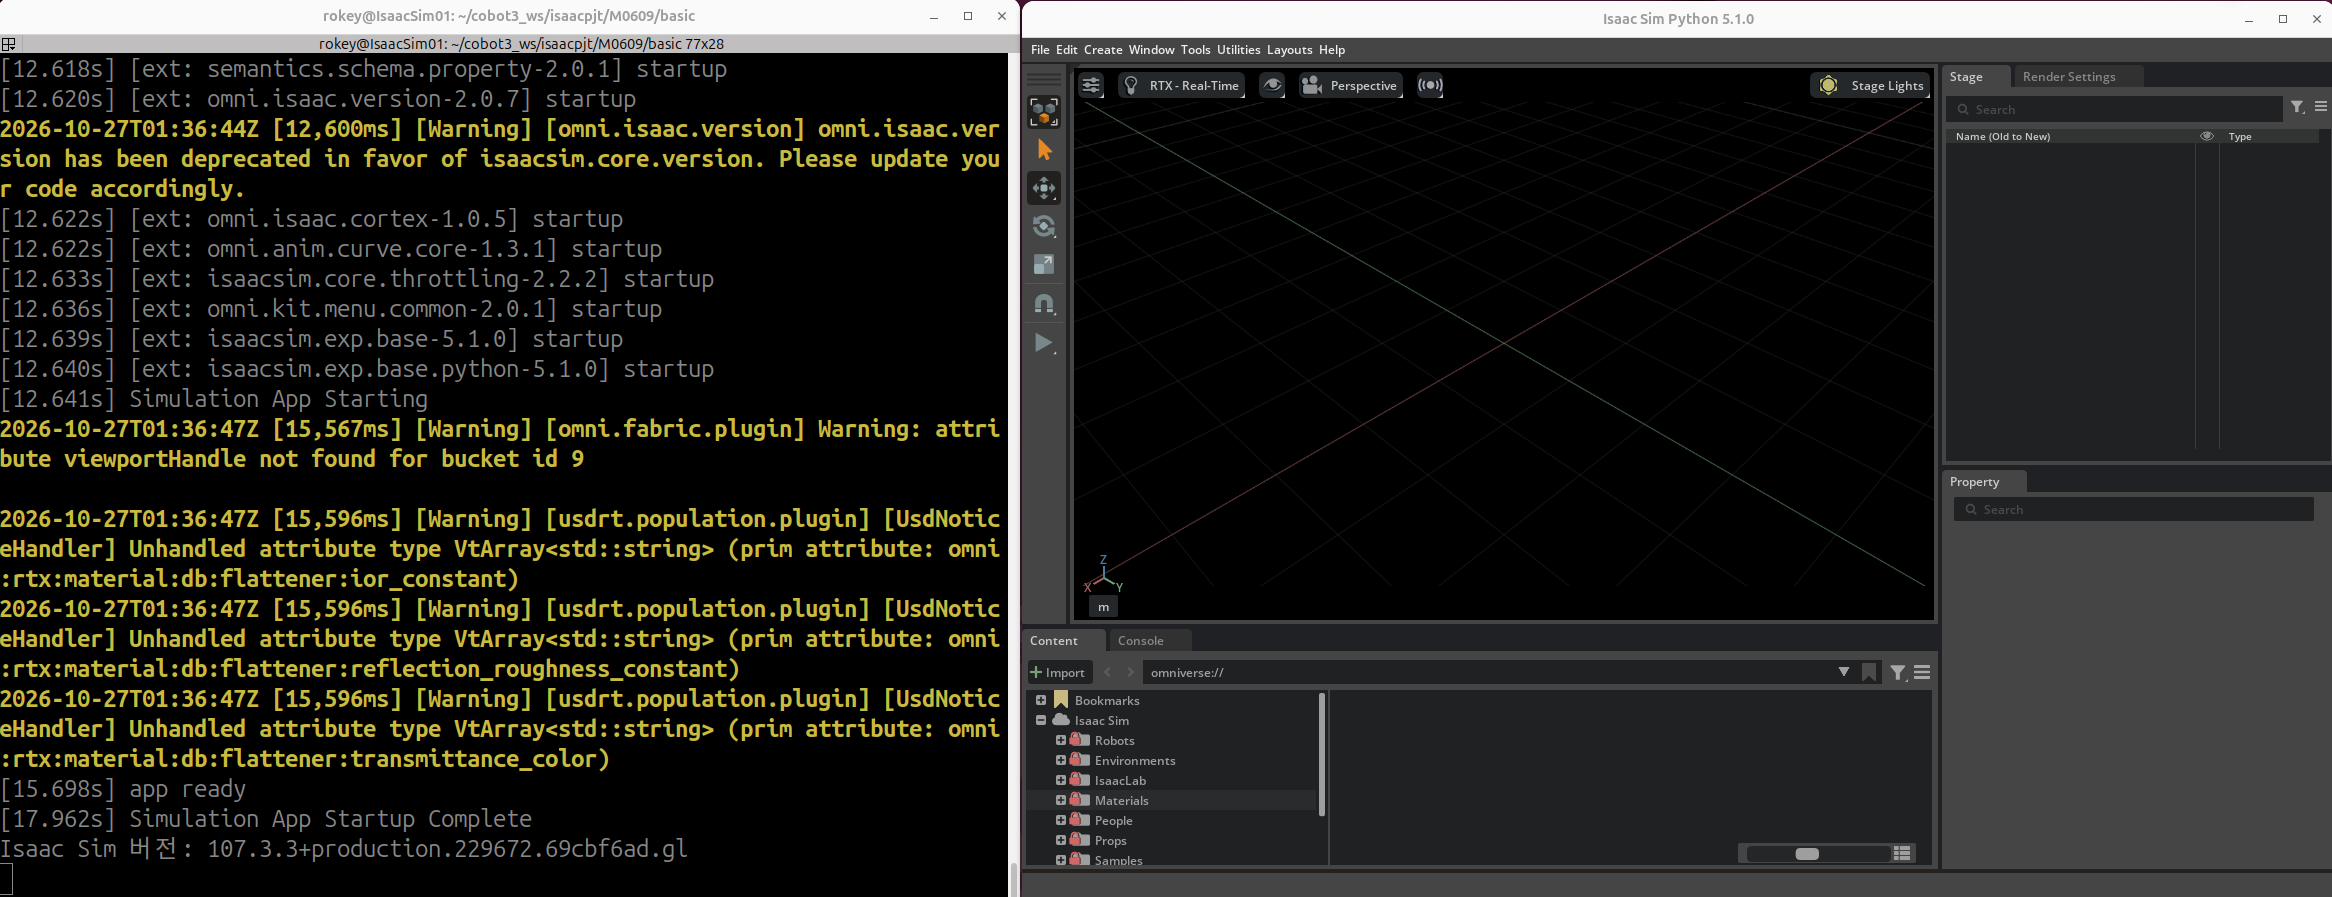 rokey@IsaacSim01: ~/cobot3_ws/isaacpjt/M0609/basic
rokey@IsaacSim01: ~/cobot3_ws/isaacpjt/M0609/basic 77x28
[12.618s] [ext: semantics.schema.property-2.0.1] startup
[12.620s] [ext: omni.isaac.version-2.0.7] startup
2026-10-27T01:36:44Z [12,600ms] [Warning] [omni.isaac.version] omni.isaac.ver
sion has been deprecated in favor of isaacsim.core.version. Please update you
r code accordingly.
[12.622s] [ext: omni.isaac.cortex-1.0.5] startup
[12.622s] [ext: omni.anim.curve.core-1.3.1] startup
[12.633s] [ext: isaacsim.core.throttling-2.2.2] startup
[12.636s] [ext: omni.kit.menu.common-2.0.1] startup
[12.639s] [ext: isaacsim.exp.base-5.1.0] startup
[12.640s] [ext: isaacsim.exp.base.python-5.1.0] startup
[12.641s] Simulation App Starting
2026-10-27T01:36:47Z [15,567ms] [Warning] [omni.fabric.plugin] Warning: attri
bute viewportHandle not found for bucket id 9
2026-10-27T01:36:47Z [15,596ms] [Warning] [usdrt.population.plugin] [UsdNotic
eHandler] Unhandled attribute type VtArray<std::string> (prim attribute: omni
:rtx:material:db:flattener:ior_constant)
2026-10-27T01:36:47Z [15,596ms] [Warning] [usdrt.population.plugin] [UsdNotic
eHandler] Unhandled attribute type VtArray<std::string> (prim attribute: omni
:rtx:material:db:flattener:reflection_roughness_constant)
2026-10-27T01:36:47Z [15,596ms] [Warning] [usdrt.population.plugin] [UsdNotic
eHandler] Unhandled attribute type VtArray<std::string> (prim attribute: omni
:rtx:material:db:flattener:transmittance_color)
[15.698s] app ready
[17.962s] Simulation App Startup Complete
Isaac Sim 버전: 107.3.3+production.229672.69cbf6ad.gl
Isaac Sim Python 5.1.0
File Edit Create Window Tools Utilities Layouts Help
RTX - Real-Time
Perspective
Stage Lights
Z
X
Y
m
Content
Console
Import
omniverse://
Bookmarks
Isaac Sim
Robots
Environments
IsaacLab
Materials
People
Props
Samples
Stage
Render Settings
Search
Name (Old to New)
Type
Property
Search